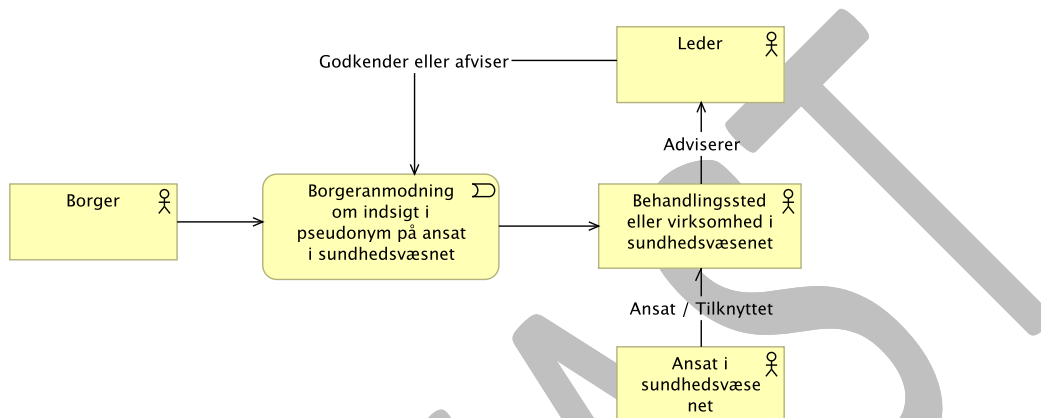 Leder
Godkender eller afviser
Adviserer
Borger
Borgeranmodning
om indsigt i
pseudonym på ansat
i sundhedsvæsnet
Behandlingssted
eller virksomhed i
sundhedsvæsenet
Ansat / Tilknyttet
Ansat i
sundhedsvæse
net